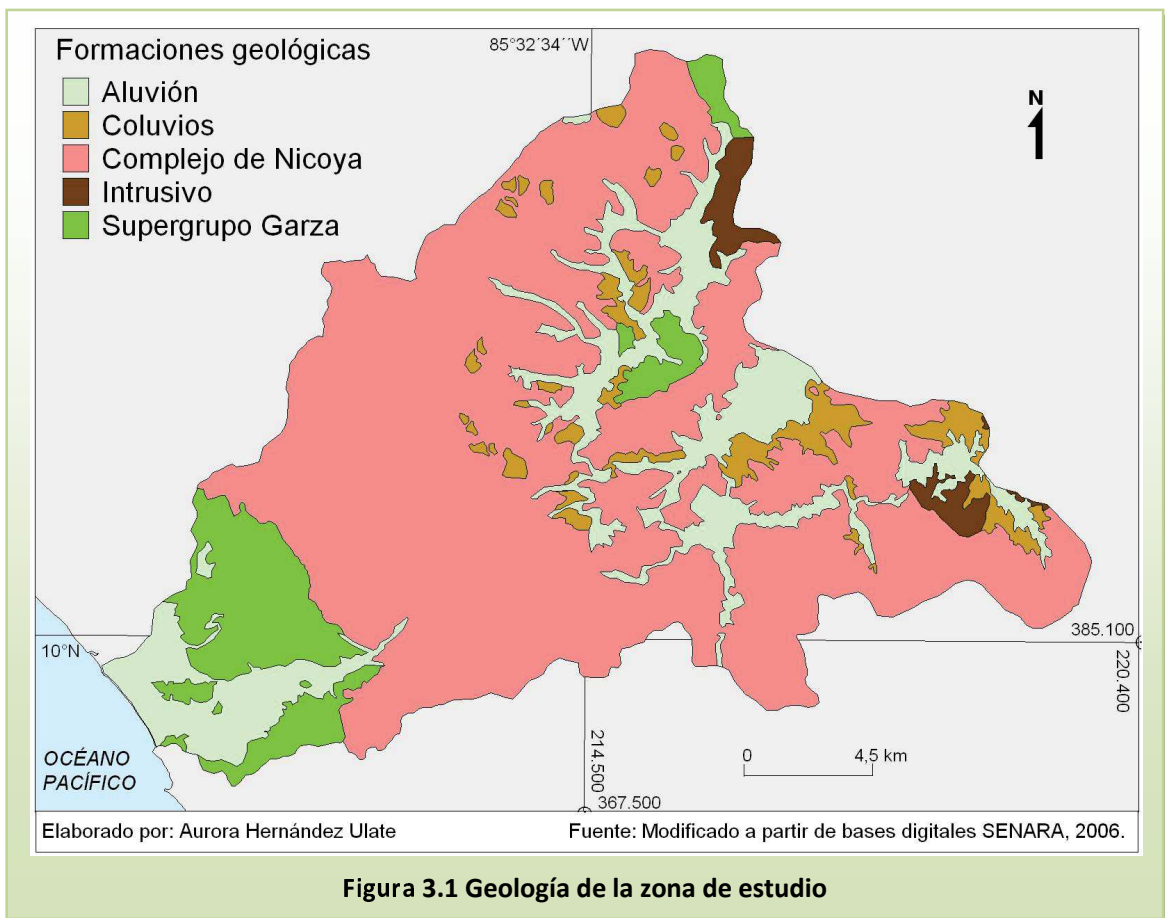 Formaciones geológicas
Aluvión
Coluvios
Complejo de Nicoya
Intrusivo
Supergrupo Garza
85°32´34´´W
N
10°N
385.100
220.400
OCÉANO
PACÍFICO
214.500
367.500
0 4,5 km
Elaborado por: Aurora Hernández Ulate Fuente: Modificado a partir de bases digitales SENARA, 2006.
Figura 3.1 Geología de la zona de estudio